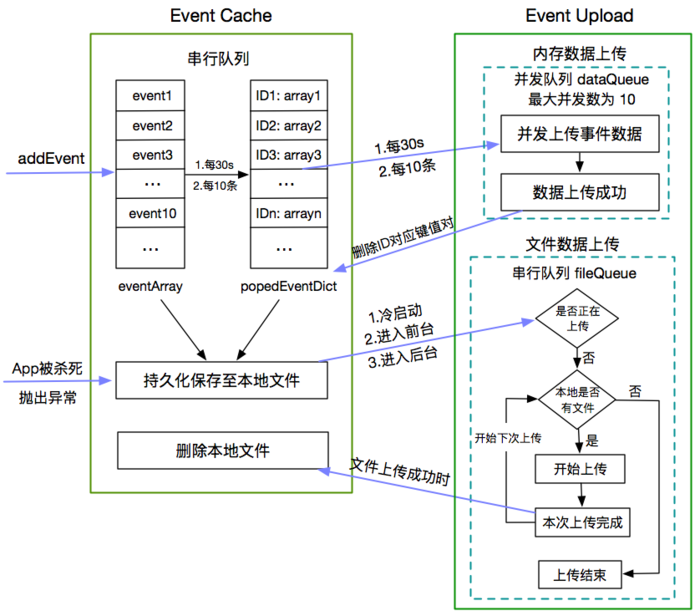 Event Cache
Event Upload
串行队列
event1
event2
event3
...
event10
...
eventArray
1.每30s
2.每10条
ID1: array1
ID2: array2
ID3: array3
...
IDn: arrayn
...
popedEventDict
addEvent
App被杀死
抛出异常
持久化保存至本地文件
删除本地文件
1.每30s
2.每10条
删除ID对应键值对
1.冷启动
2.进入前台
3.进入后台
文件上传成功时
内存数据上传
并发队列 dataQueue
最大并发数为 10
并发上传事件数据
数据上传成功
文件数据上传
串行队列 fileQueue
是否正在
上传
否
本地是否
有文件
否
开始下次上传
是
开始上传
本次上传完成
上传结束